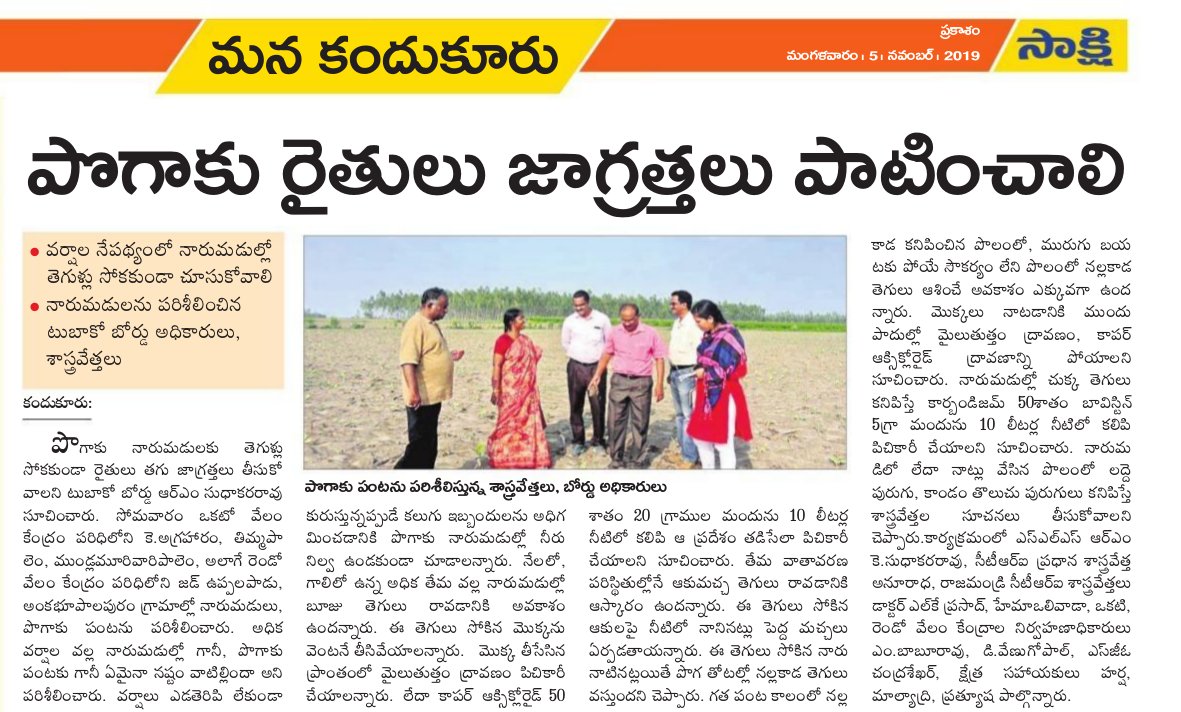 మన కందుకూరు
ప్రకాశం
మంగళవారం। 5। నవంబర్। 2019
సాక్షి
పొగాకు రైతులు జాగ్రత్తలు పాటించాలి
• వర్షాల నేపథ్యంలో నారుమడుల్లో
తెగుళ్లు సోకకుండా చూసుకోవాలి
• నారుమడులను పరిశీలించిన
టుబాకో బోర్డు అధికారులు,
శాస్త్రవేత్తలు
కందుకూరు:
పొగాకు నారుమడులకు తెగుళ్లు
సోకకుండా రైతులు తగు జాగ్రత్తలు తీసుకో
వాలని టుబాకో బోర్డు ఆర్ఎం సుధాకరరావు
సూచించారు. సోమవారం ఒకటో వేలం
కేంద్రం పరిధిలోని కె.అగ్రహారం, తిమ్మపా
లెం, ముండ్లమూరివారిపాలెం, అలాగే రెండో
వేలం కేంద్రం పరిధిలోని జడ్ ఉప్పలపాడు,
అంకభూపాలపురం గ్రామాల్లో నారుమడులు,
పొగాకు పంటను పరిశీలించారు. అధిక
వర్షాల వల్ల నారుమడుల్లో గానీ, పొగాకు
పంటకు గానీ ఏమైనా నష్టం వాటిల్లిందా అని
పరిశీలించారు. వర్షాలు ఎడతెరిపి లేకుండా
పొగాకు పంటను పరిశీలిస్తున్న శాస్త్రవేత్తలు, బోర్డు అధికారులు
కురుస్తున్నప్పుడే కలుగు ఇబ్బందులను అధిగ
మించడానికి పొగాకు నారుమడుల్లో నీరు
నిల్వ ఉండకుండా చూడాలన్నారు. నేలలో,
గాలిలో ఉన్న అధిక తేమ వల్ల నారుమడుల్లో
బూజు తెగులు రావడానికి అవకాశం
ఉందన్నారు. ఈ తెగులు సోకిన మొక్కను
వెంటనే తీసివేయాలన్నారు. మొక్క తీసేసిన
ప్రాంతంలో మైలుతుత్తం ద్రావణం పిచికారీ
చేయాలన్నారు. లేదా కాపర్ ఆక్సిక్లోరైడ్ 50
శాతం 20 గ్రాముల మందును 10 లీటర్ల
నీటిలో కలిపి ఆ ప్రదేశం తడిసేలా పిచికారీ
చేయాలని సూచించారు. తేమ వాతావరణ
పరిస్థితుల్లోనే ఆకుమచ్చ తెగులు రావడానికి
ఆస్కారం ఉందన్నారు. ఈ తెగులు సోకిన
ఆకులపై నీటిలో నానినట్లు పెద్ద మచ్చలు
ఏర్పడతాయన్నారు. ఈ తెగులు సోకిన నారు
నాటినట్లయితే పొగ తోటల్లో నల్లకాడ తెగులు
వస్తుందని చెప్పారు. గత పంట కాలంలో నల్ల
కాడ కనిపించిన పొలంలో, మురుగు బయ
టకు పోయే సౌకర్యం లేని పొలంలో నల్లకాడ
తెగులు ఆశించే అవకాశం ఎక్కువగా ఉంద
న్నారు. మొక్కలు నాటడానికి ముందు
పాదుల్లో మైలుతుత్తం ద్రావణం, కాపర్
ఆక్సిక్లోరైడ్ ద్రావణాన్ని పోయాలని
సూచించారు. నారుమడుల్లో చుక్క తెగులు
కనిపిస్తే కార్బండిజమ్ 50శాతం బావిస్టిన్
5గ్రా మందును 10 లీటర్ల నీటిలో కలిపి
పిచికారీ చేయాలని సూచించారు. నారుమ
డిలో లేదా నాట్లు వేసిన పొలంలో లద్దె
పురుగు, కాండం తొలుచు పురుగులు కనిపిస్తే
శాస్త్రవేత్తల సూచనలు తీసుకోవాలని
చెప్పారు.కార్యక్రమంలో ఎస్ఎల్ఎస్ ఆర్ఎం
కె.సుధాకరరావు, సీటీఆర్ఐ ప్రధాన శాస్త్రవేత్త
అనూరాధ, రాజమండ్రి సీటీఆర్ఐ శాస్త్రవేత్తలు
డాక్టర్ ఎల్కే ప్రసాద్, హేమాఒలివాడా, ఒకటి,
రెండో వేలం కేంద్రాల నిర్వహణాధికారులు
ఎం.బాబూరావు, డి.వేణుగోపాల్, ఎస్జీఓ
చంద్రశేఖర్, క్షేత్ర సహాయకులు హర్ష,
మాల్యాద్రి, ప్రత్యూష పాల్గొన్నారు.